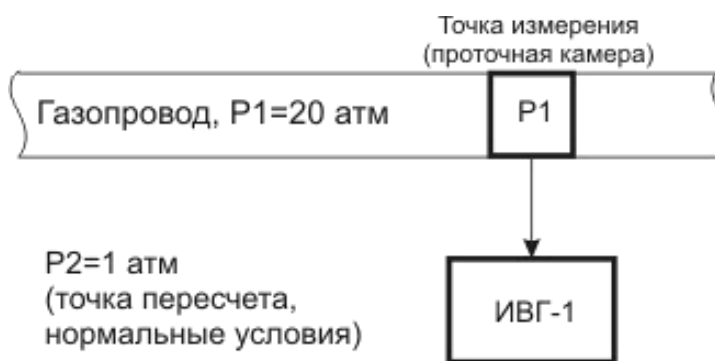 Точка измерения
(проточная камера)
Газопровод, P1=20 атм
P1
P2=1 атм
(точка пересчета,
нормальные условия)
ИВГ-1